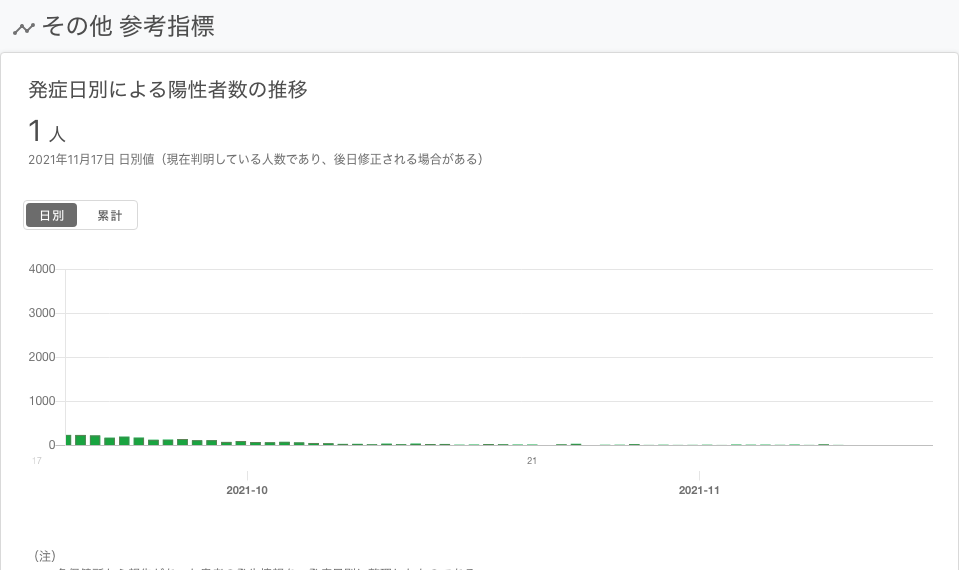 その他 参考指標
発症日別による陽性者数の推移
1 人
2021年11月17日 日別値（現在判明している人数であり、後日修正される場合がある）
日別 累計
4000
3000
2000
1000
0
17 21
2021-10 2021-11
（注）